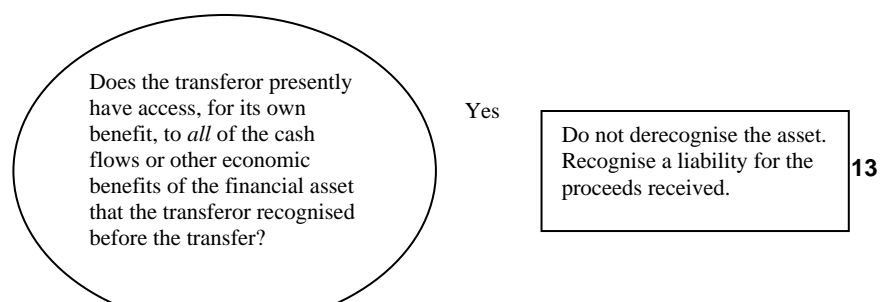 Does the transferor presently
have access, for its own
benefit, to all of the cash
flows or other economic
benefits of the financial asset
that the transferor recognised
before the transfer?
Yes
Do not derecognise the asset.
Recognise a liability for the
proceeds received.
13